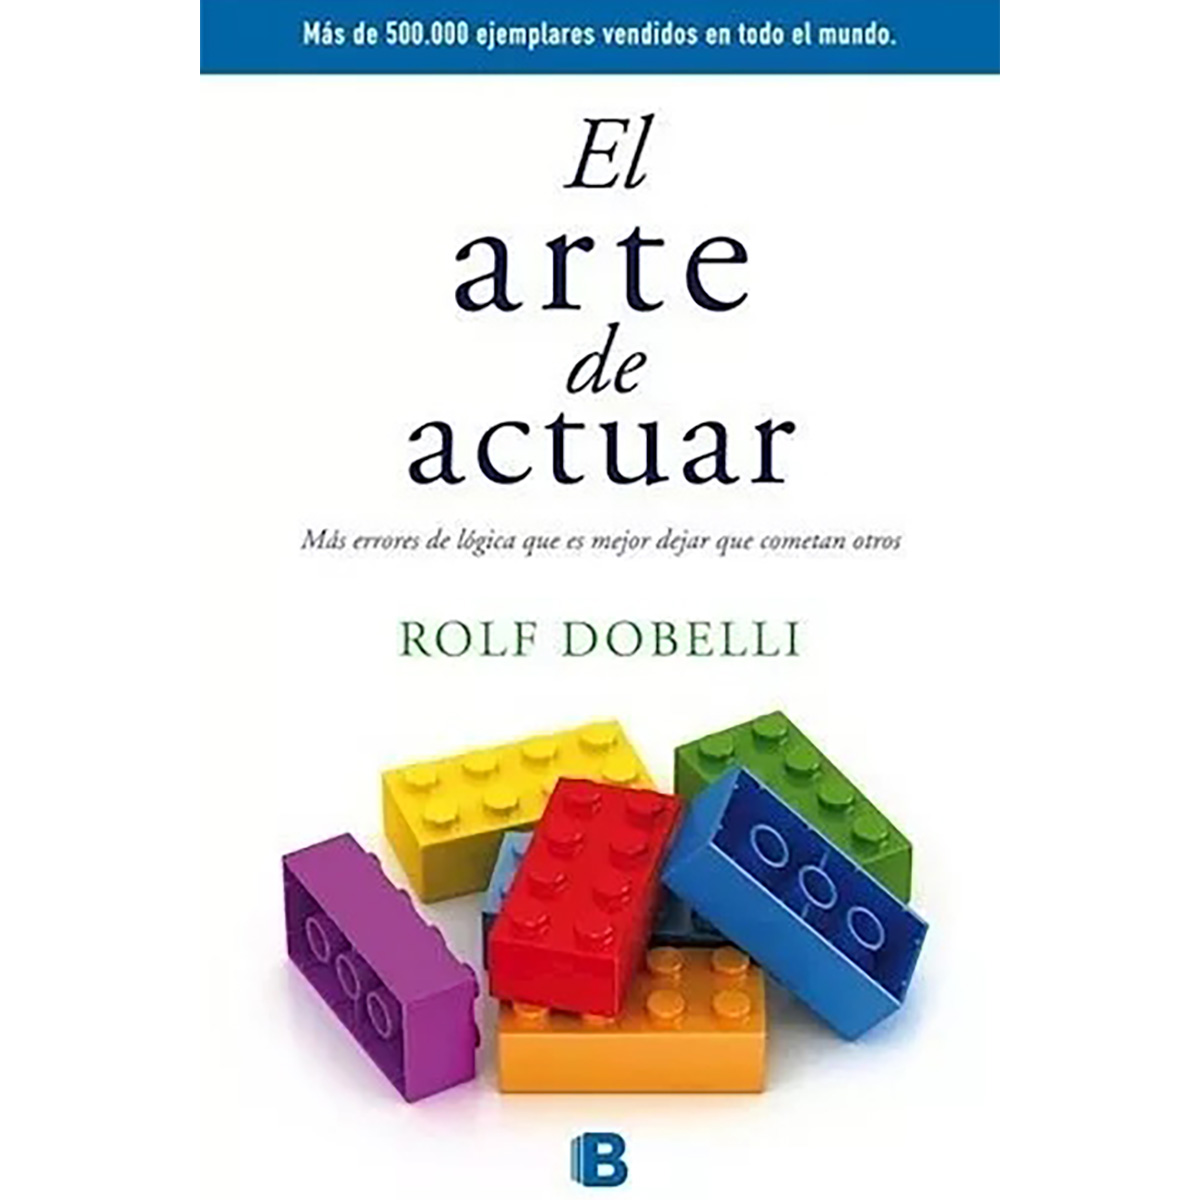 Más de 500.000 ejemplares vendidos en todo el mundo.
El
arte
de
actuar
Más errores de lógica que es mejor dejar que cometan otros
ROLF DOBELLI
B